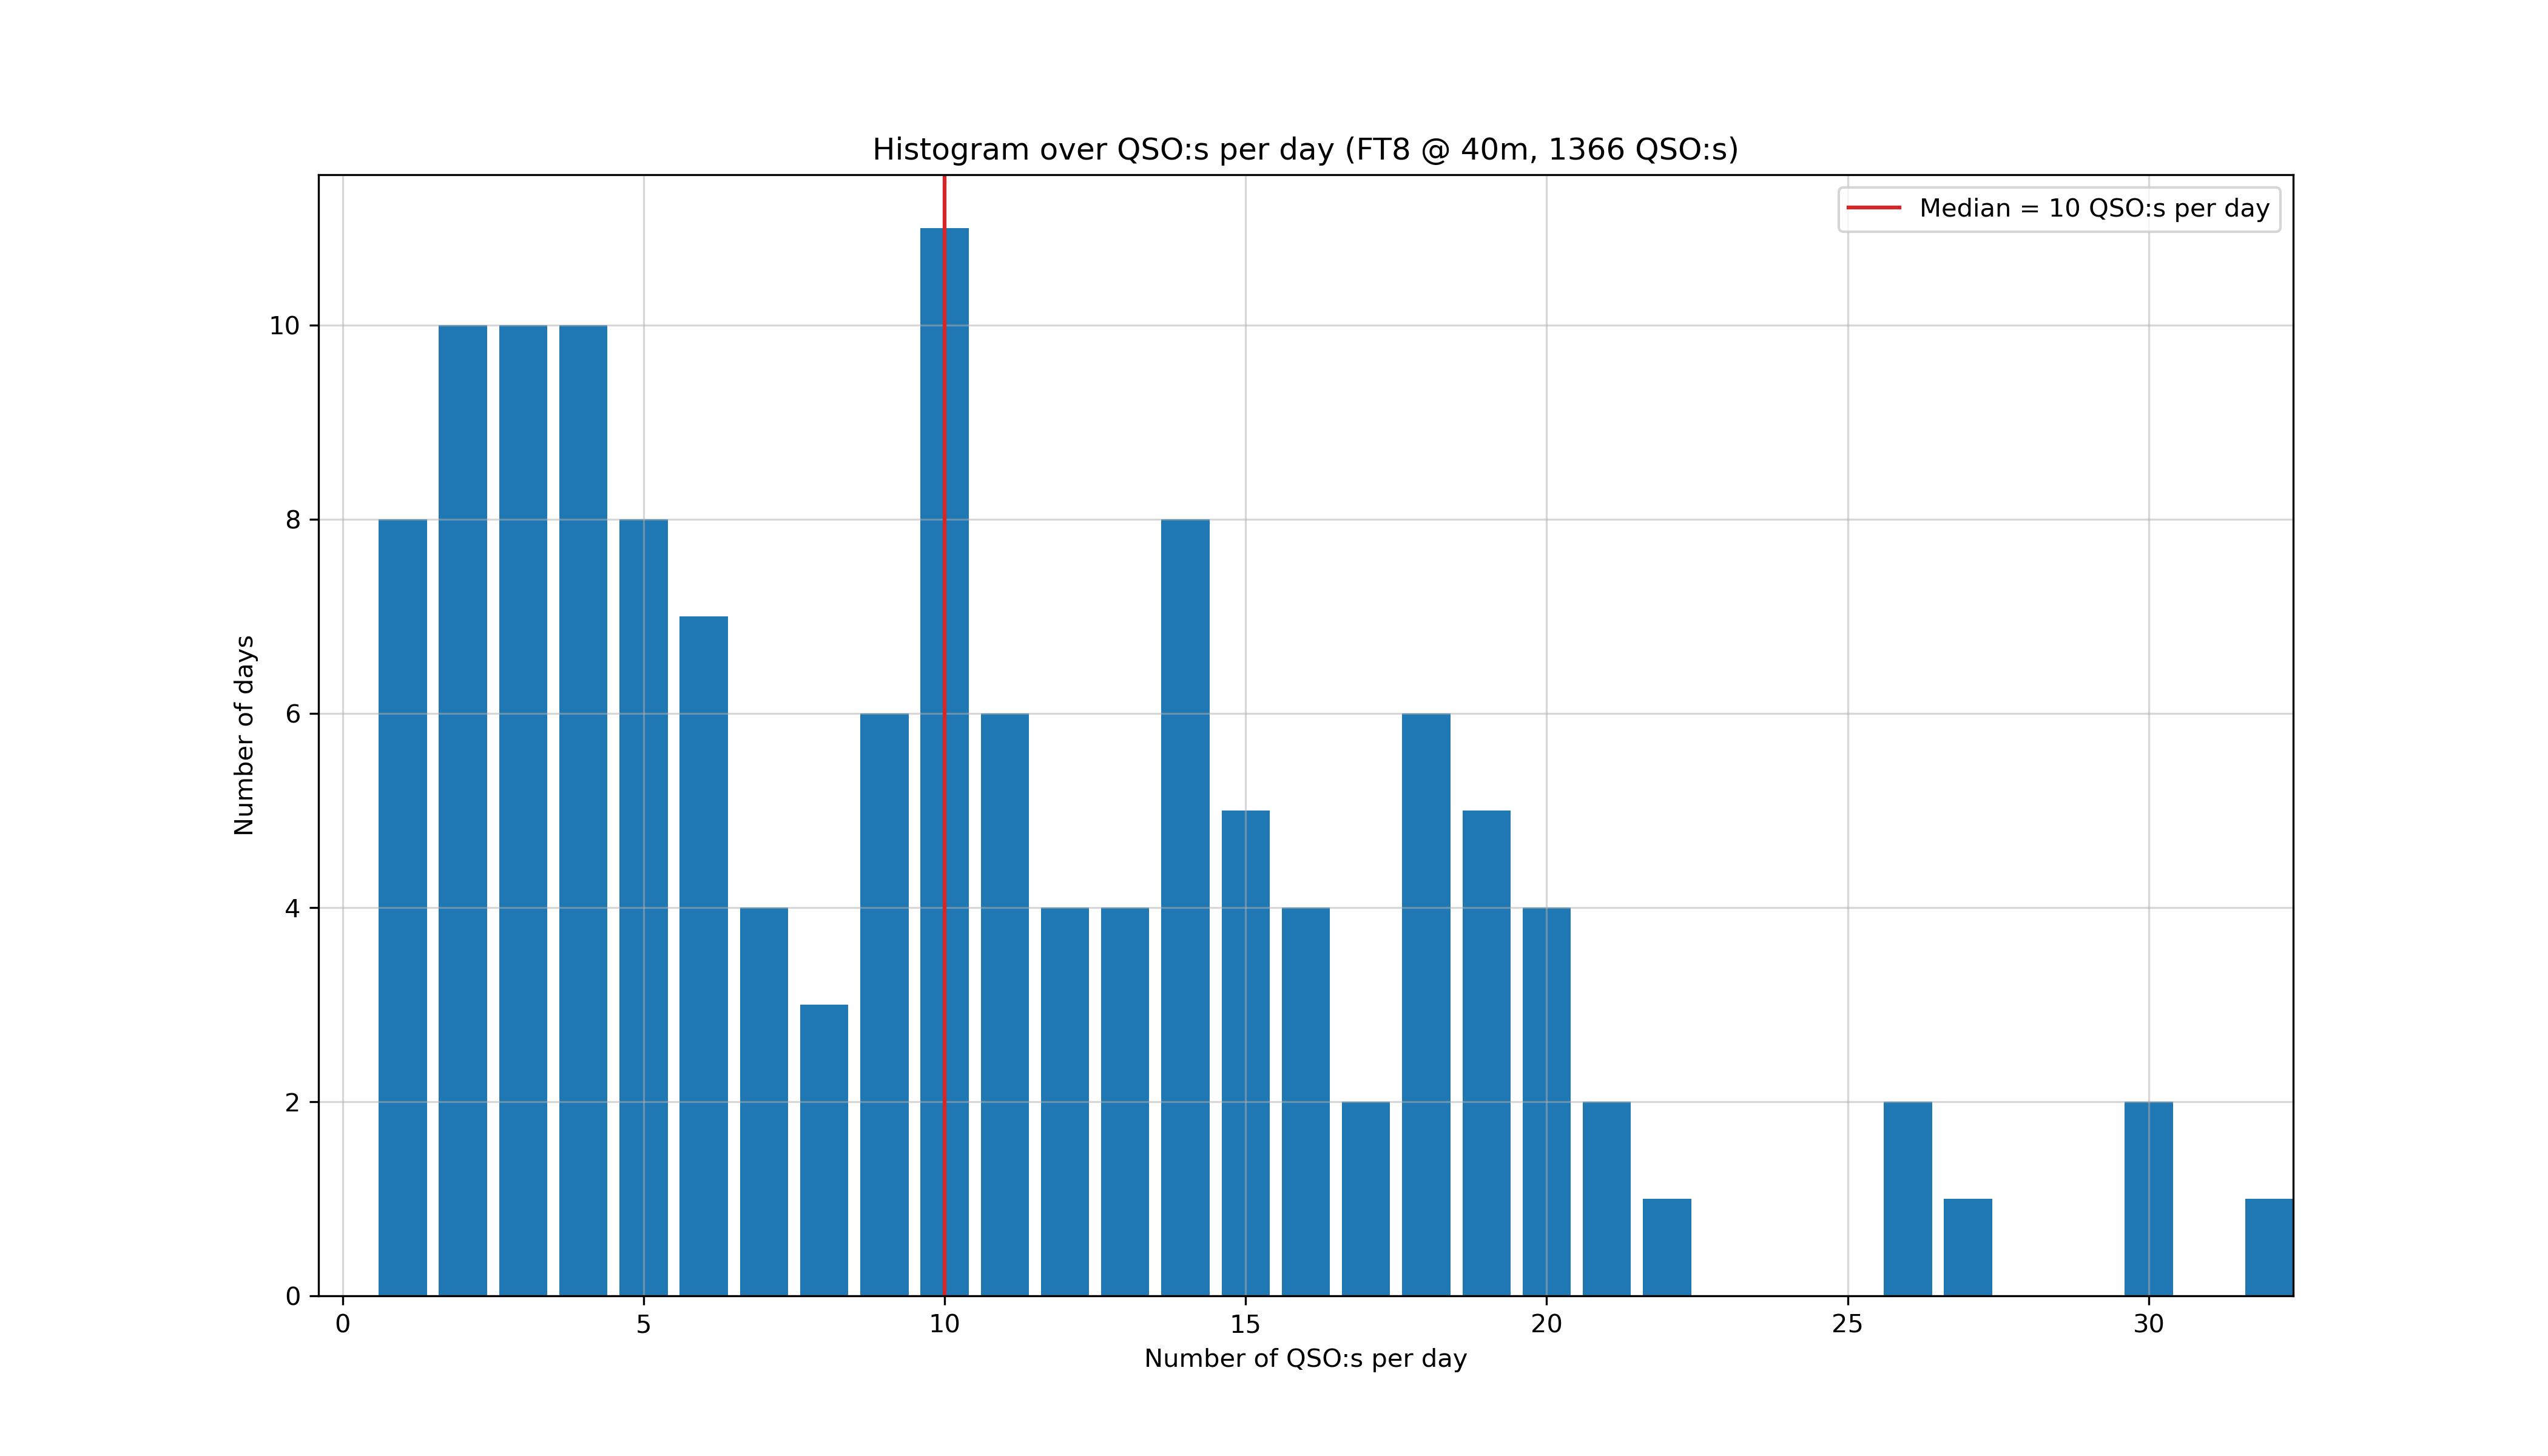 Histogram over QSO:s per day (FT8 @ 40m, 1366 QSO:s)
Median = 10 QSO:s per day
Number of days
10
8
6
4
2
0
0 5 10 15 20 25 30
Number of QSO:s per day